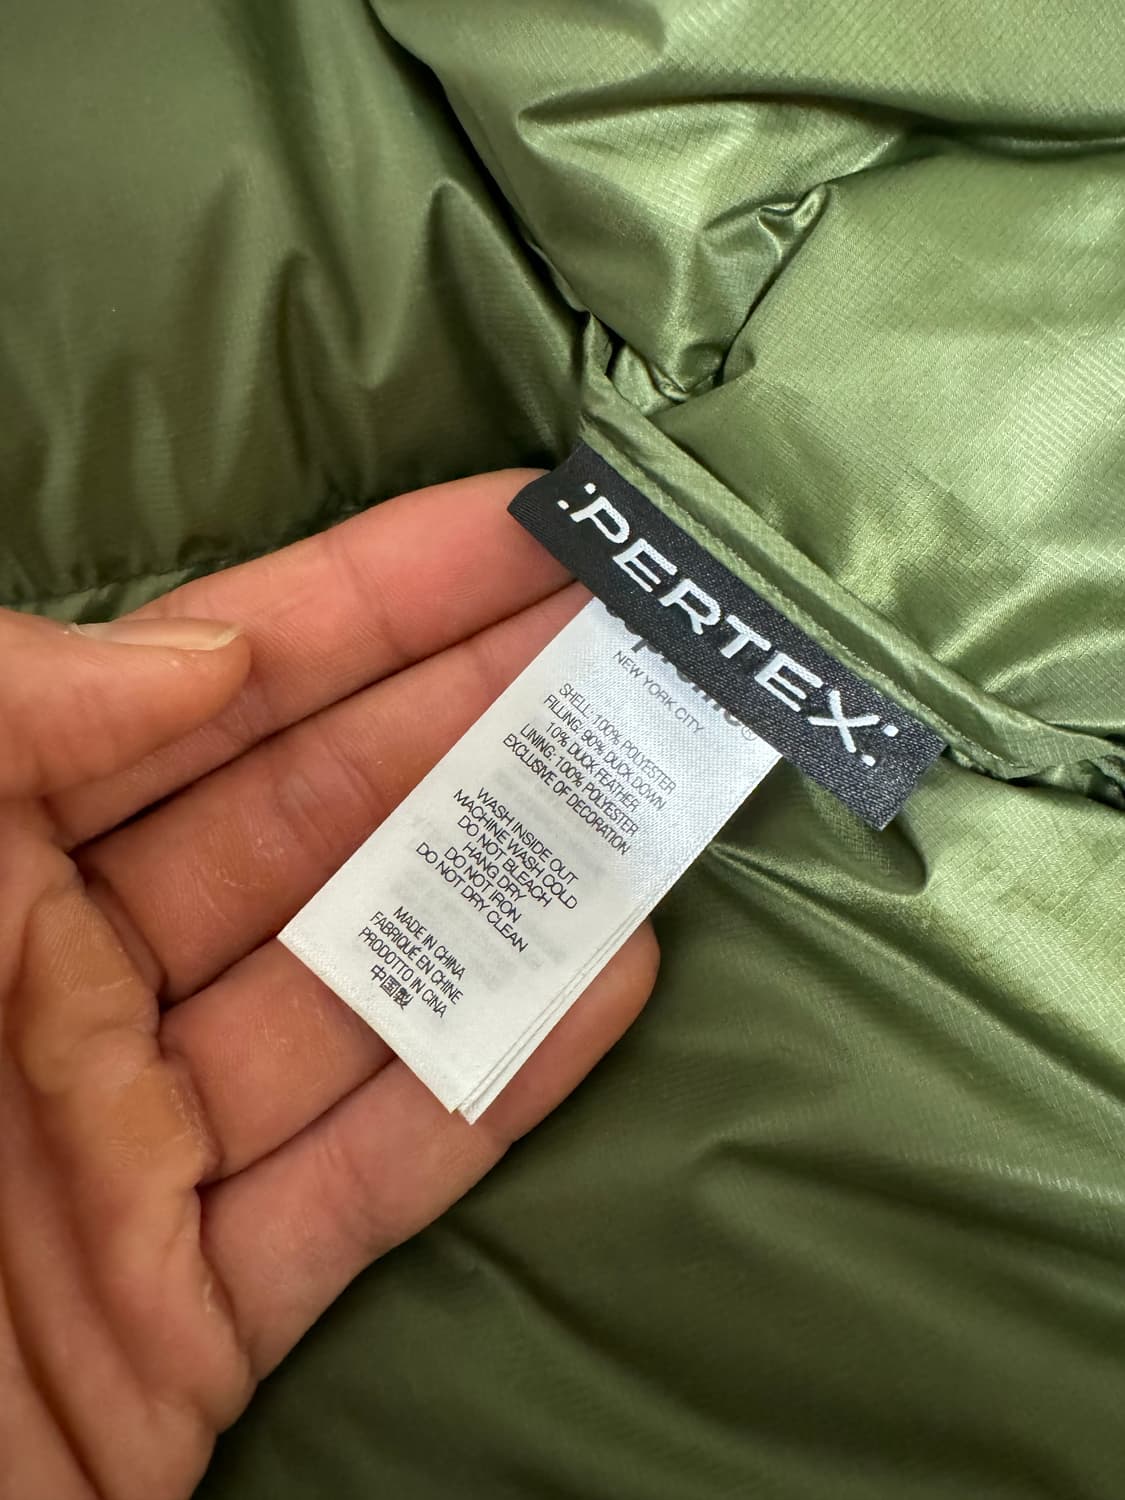 PERTEX
NEW YORK CITY
SHELL: 100% POLYESTER
FILLING: 90% DUCK DOWN
10% DUCK FEATHER
LINING: 100% POLYESTER
EXCLUSIVE OF DECORATION
WASH INSIDE OUT
MACHINE WASH COLD
DO NOT BLEACH
HANG DRY
DO NOT IRON
DO NOT DRY CLEAN
MADE IN CHINA
FABRIQUÉ EN CHINE
PRODOTTO IN CINA
中国製